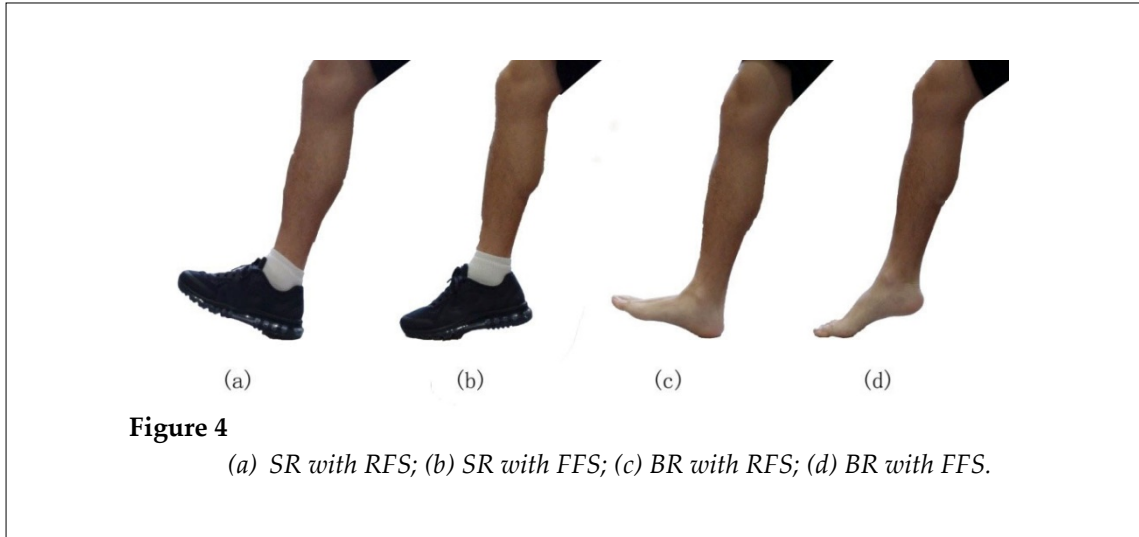 (a) (b) (c) (d)
Figure 4
(a) SR with RFS; (b) SR with FFS; (c) BR with RFS; (d) BR with FFS.